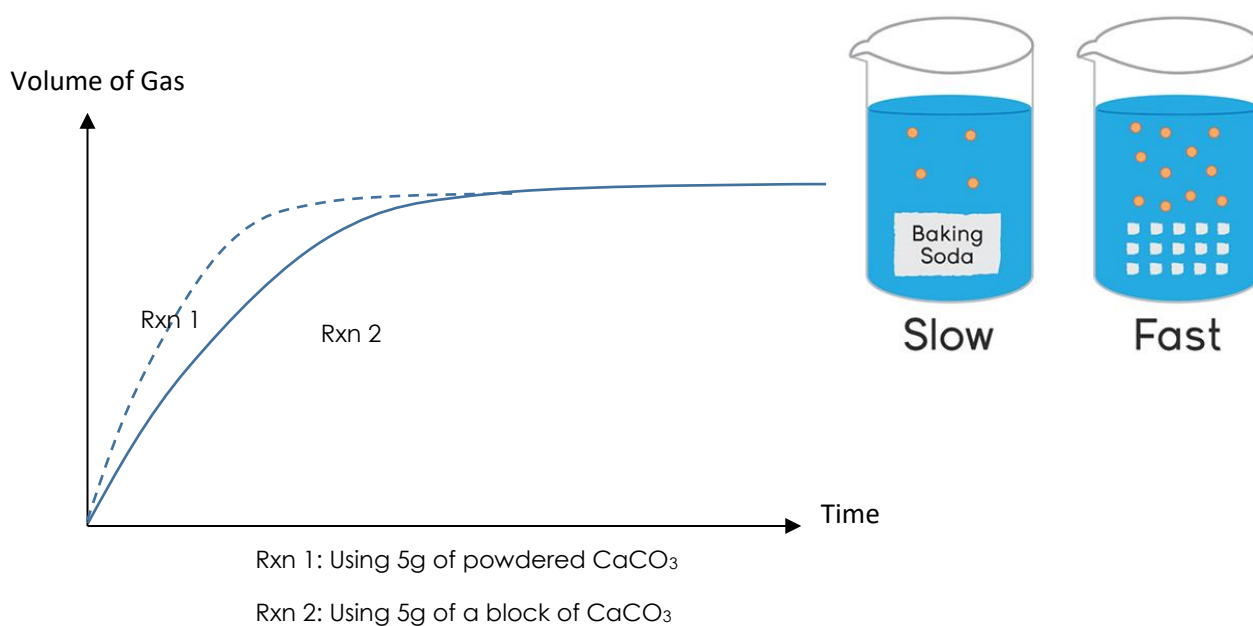 Volume of Gas
Rxn 1
Rxn 2
Time
Rxn 1: Using 5g of powdered CaCO₃
Rxn 2: Using 5g of a block of CaCO₃
Baking
Soda
Slow
Fast